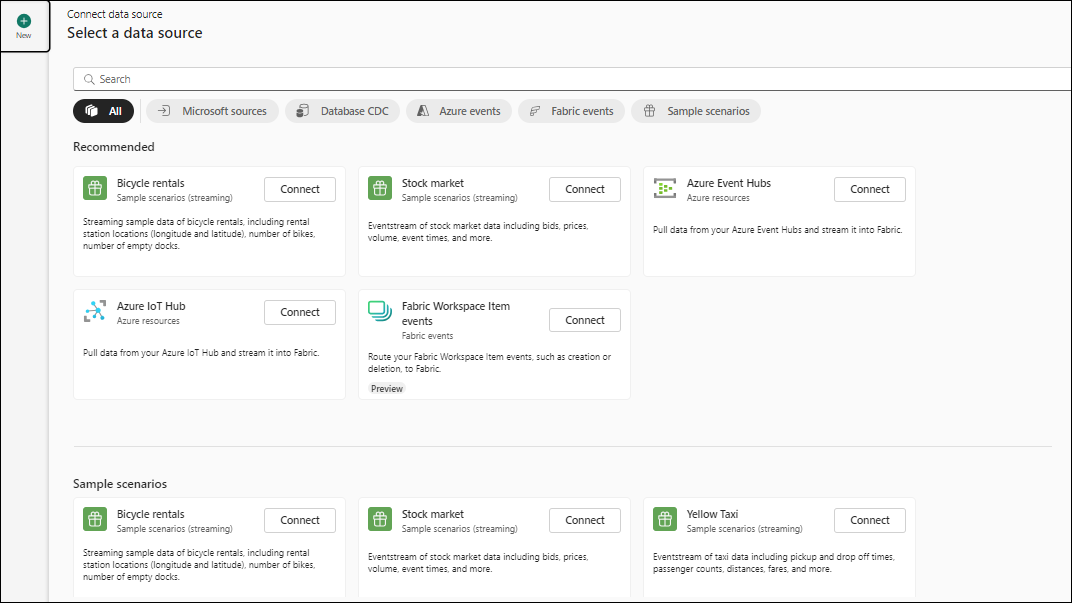 New
Connect data source
Select a data source
Search
All
Microsoft sources
Database CDC
Azure events
Fabric events
Sample scenarios
Recommended
Bicycle rentals
Sample scenarios (streaming)
Connect
Streaming sample data of bicycle rentals, including rental
station locations (longitude and latitude), number of bikes,
number of empty docks.
Stock market
Sample scenarios (streaming)
Connect
Eventstream of stock market data including bids, prices,
volume, event times, and more.
Azure Event Hubs
Azure resources
Connect
Pull data from your Azure Event Hubs and stream it into Fabric.
Azure IoT Hub
Azure resources
Connect
Pull data from your Azure IoT Hub and stream it into Fabric.
Fabric Workspace Item
events
Fabric events
Connect
Route your Fabric Workspace Item events, such as creation or
deletion, to Fabric.
Preview
Sample scenarios
Bicycle rentals
Sample scenarios (streaming)
Connect
Streaming sample data of bicycle rentals, including rental
station locations (longitude and latitude), number of bikes,
number of empty docks.
Stock market
Sample scenarios (streaming)
Connect
Eventstream of stock market data including bids, prices,
volume, event times, and more.
Yellow Taxi
Sample scenarios (streaming)
Connect
Eventstream of taxi data including pickup and drop off times,
passenger counts, distances, fares, and more.